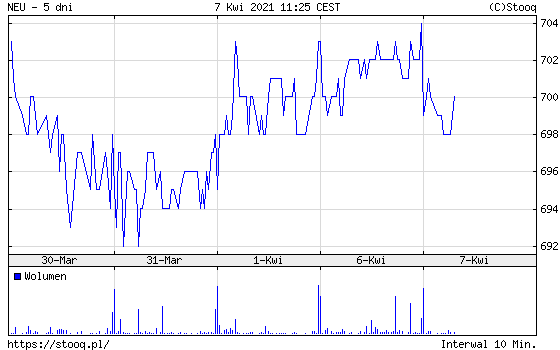 NEU - 5 dni 7 Kwi 2021 11:25 CEST (C)Stooq
704
702
700
698
696
694
692
30-Mar 31-Mar 1-Kwi 6-Kwi 7-Kwi
Wolumen
https://stooq.pl/ Interwal 10 Min.